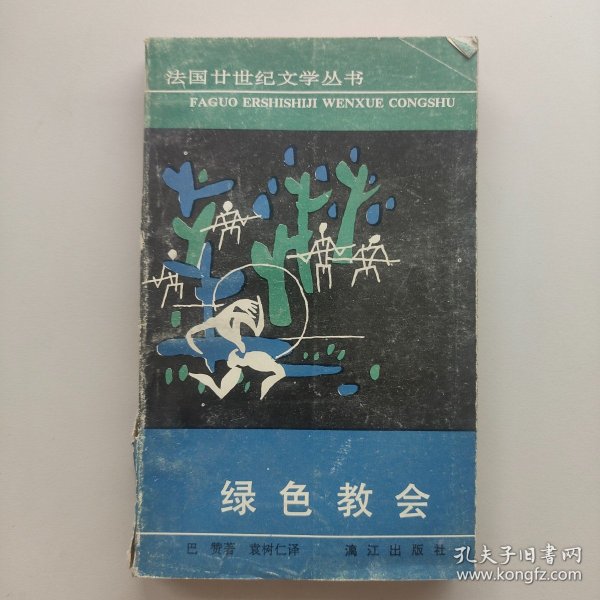 法国廿世纪文学丛书
FAGUO ERSHISHIJI WENXUE CONGSHU
绿色教会
巴 赞著 袁树仁译 漓江出版社
孔夫子旧书网
www.kongfz.com